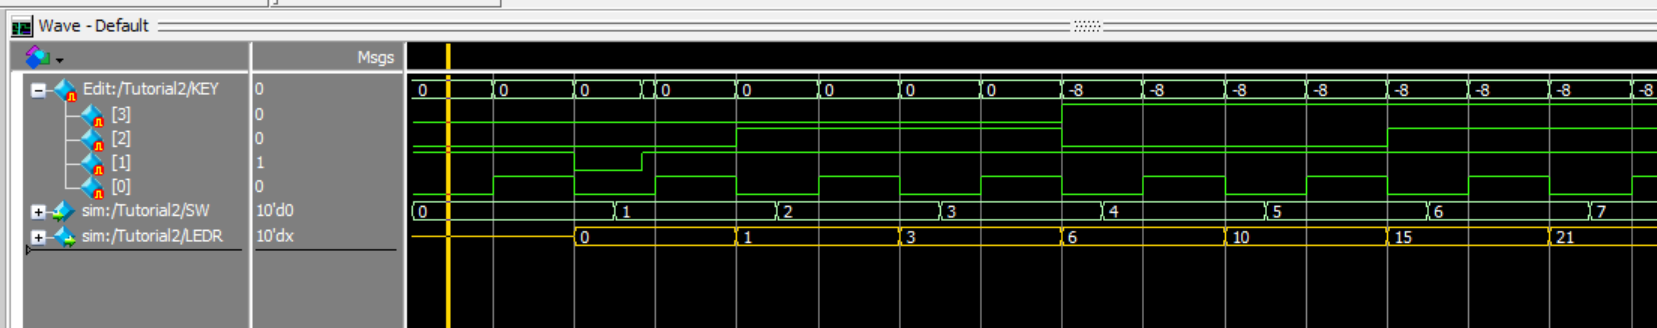 Wave - Default
Msgs
Edit:/Tutorial2/KEY 0 0 0 0 0 0 0 0 0 -8 -8 -8 -8 -8 -8 -8 -8
[3] 0
[2] 0
[1] 1
[0] 0
sim:/Tutorial2/SW 10'd0 0 1 2 3 4 5 6 7
sim:/Tutorial2/LEDR 10'dx 0 1 3 6 10 15 21